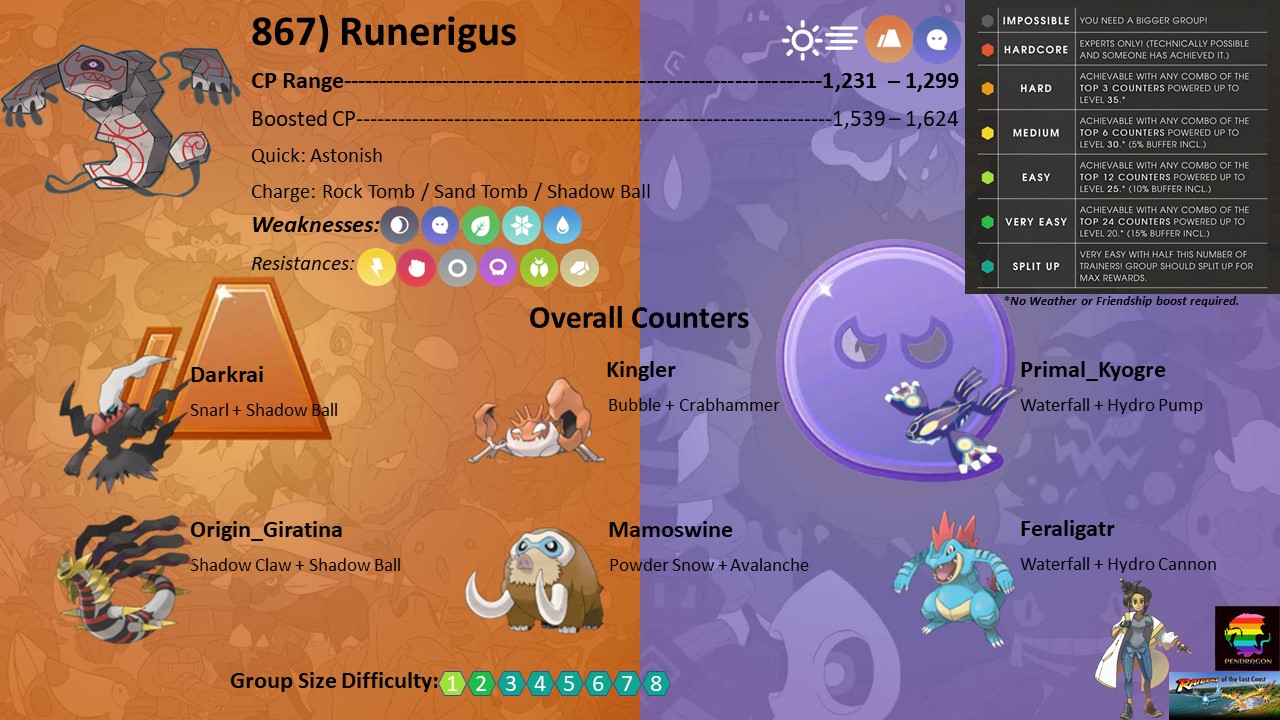 867) Runerigus
CP Range---1,231 – 1,299
Boosted CP---1,539 – 1,624
Quick: Astonish
Charge: Rock Tomb / Sand Tomb / Shadow Ball
Weaknesses:
Resistances:
IMPOSSIBLE YOU NEED A BIGGER GROUP!
HARDCORE EXPERTS ONLY! (TECHNICALLY POSSIBLE
AND SOMEONE HAS ACHIEVED IT.)
HARD ACHIEVABLE WITH ANY COMBO OF THE
TOP 3 COUNTERS POWERED UP TO
LEVEL 35.*
MEDIUM ACHIEVABLE WITH ANY COMBO OF THE
TOP 6 COUNTERS POWERED UP TO
LEVEL 30.* (5% BUFFER INCL.)
EASY ACHIEVABLE WITH ANY COMBO OF THE
TOP 12 COUNTERS POWERED UP TO
LEVEL 25.* (10% BUFFER INCL.)
VERY EASY ACHIEVABLE WITH ANY COMBO OF THE
TOP 24 COUNTERS POWERED UP TO
LEVEL 20.* (15% BUFFER INCL.)
SPLIT UP VERY EASY WITH HALF THIS NUMBER OF
TRAINERS! GROUP SHOULD SPLIT UP FOR
MAX REWARDS.
*No Weather or Friendship boost required.
Overall Counters
Darkrai
Snarl + Shadow Ball
Kingler
Bubble + Crabhammer
Primal_Kyogre
Waterfall + Hydro Pump
Origin_Giratina
Shadow Claw + Shadow Ball
Mamoswine
Powder Snow + Avalanche
Feraligatr
Waterfall + Hydro Cannon
Group Size Difficulty: 1 2 3 4 5 6 7 8
PENDRAGON
RAIDERS of the Lost Coast